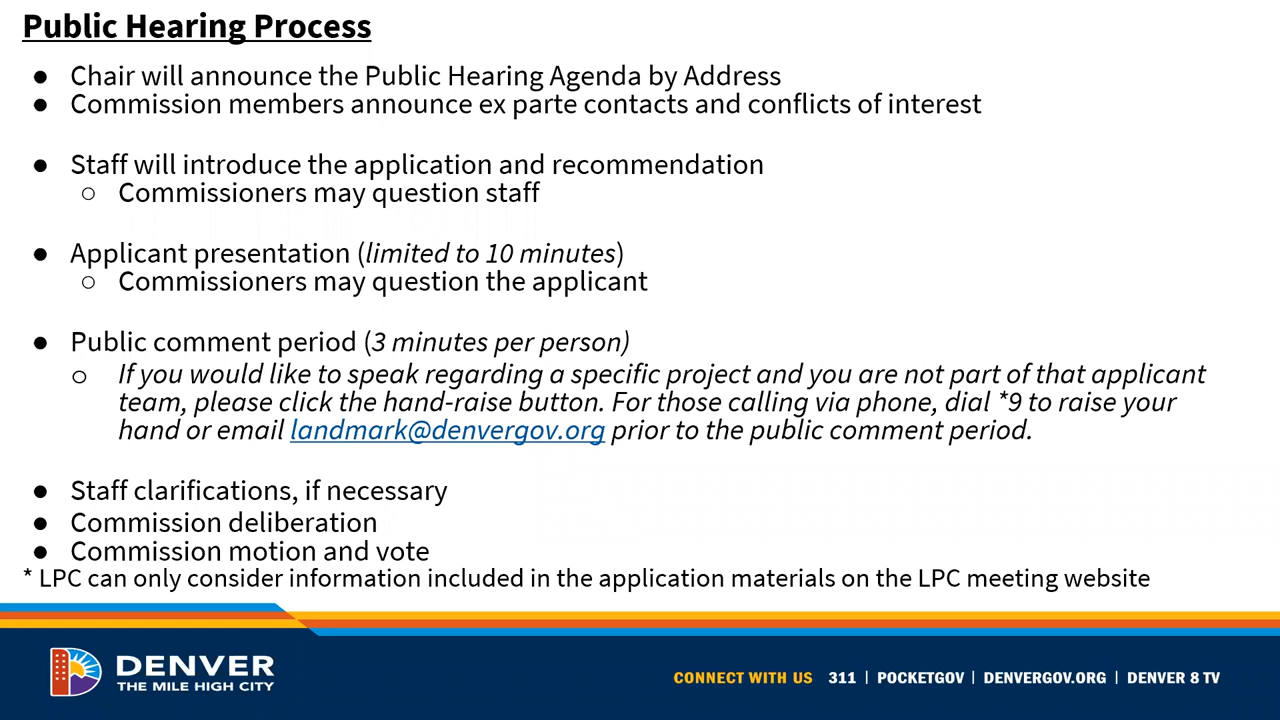 Public Hearing Process
● Chair will announce the Public Hearing Agenda by Address
● Commission members announce ex parte contacts and conflicts of interest
● Staff will introduce the application and recommendation
○ Commissioners may question staff
● Applicant presentation (limited to 10 minutes)
○ Commissioners may question the applicant
● Public comment period (3 minutes per person)
○ If you would like to speak regarding a specific project and you are not part of that applicant
team, please click the hand-raise button. For those calling via phone, dial *9 to raise your
hand or email landmark@denvergov.org prior to the public comment period.
● Staff clarifications, if necessary
● Commission deliberation
● Commission motion and vote
* LPC can only consider information included in the application materials on the LPC meeting website
DENVER
THE MILE HIGH CITY
CONNECT WITH US 311 | POCKETGOV | DENVERGOV.ORG | DENVER 8 TV